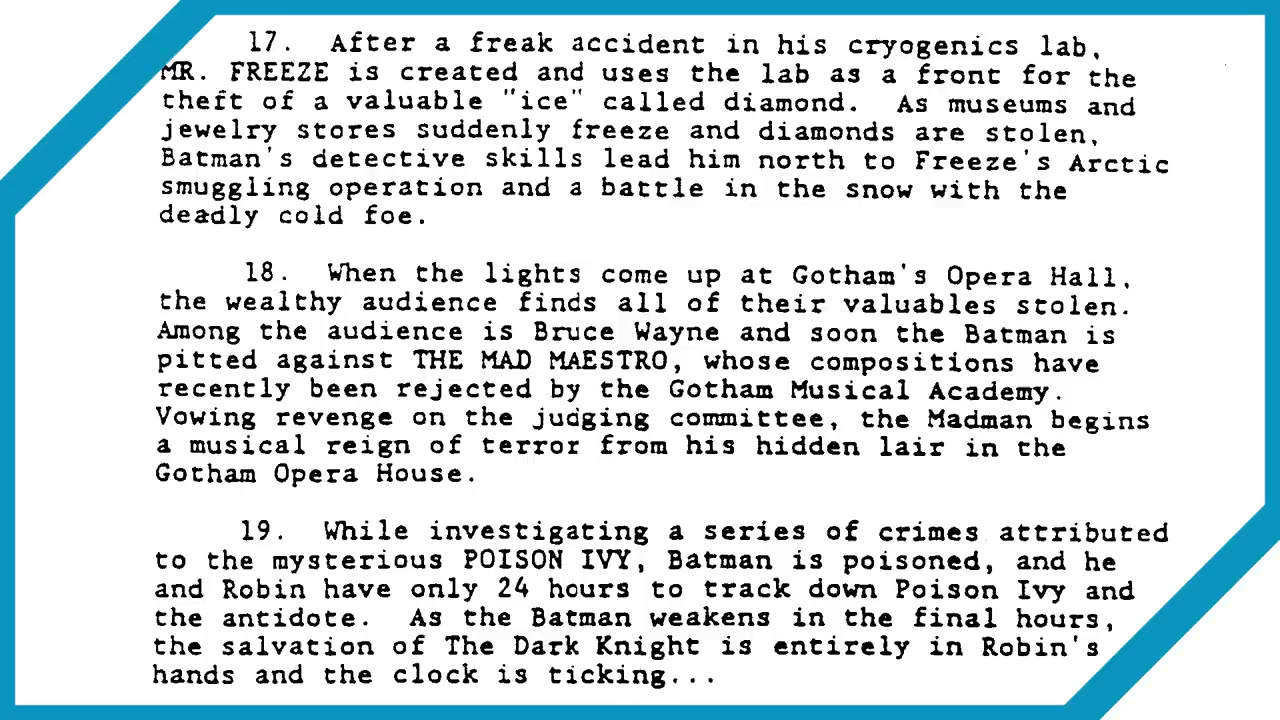 17. After a freak accident in his cryogenics lab,
MR. FREEZE is created and uses the lab as a front for the
theft of a valuable "ice" called diamond. As museums and
jewelry stores suddenly freeze and diamonds are stolen,
Batman's detective skills lead him north to Freeze's Arctic
smuggling operation and a battle in the snow with the
deadly cold foe.
18. When the lights come up at Gotham's Opera Hall,
the wealthy audience finds all of their valuables stolen.
Among the audience is Bruce Wayne and soon the Batman is
pitted against THE MAD MAESTRO, whose compositions have
recently been rejected by the Gotham Musical Academy.
Vowing revenge on the judging committee, the Madman begins
a musical reign of terror from his hidden lair in the
Gotham Opera House.
19. While investigating a series of crimes attributed
to the mysterious POISON IVY, Batman is poisoned, and he
and Robin have only 24 hours to track down Poison Ivy and
the antidote. As the Batman weakens in the final hours,
the salvation of The Dark Knight is entirely in Robin's
hands and the clock is ticking...